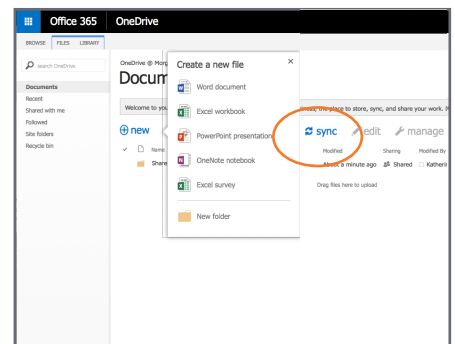 Office 365 OneDrive
BROWSE FILES LIBRARY
search OneDrive
Documents
Recent
Shared with me
Followed
Site folders
Recycle bin
OneDrive @ Morg
Docum
Welcome to you
the place to store, sync, and share your work.
new
sync edit manage
Name
Modified Sharing Modified By
Share
About a minute ago Shared Katheri
Drag files here to upload
Create a new file
Word document
Excel workbook
PowerPoint presentation
OneNote notebook
Excel survey
New folder